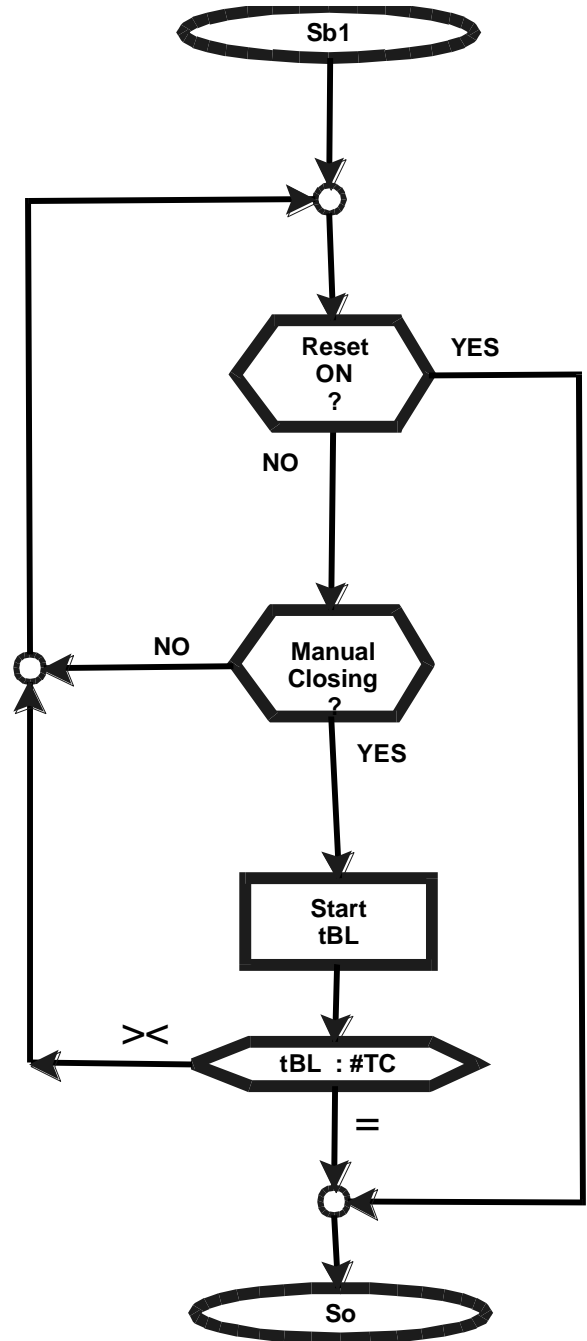 Sb1
Reset
ON
?
YES
NO
Manual
Closing
?
NO
YES
Start
tBL
tBL : #TC
><
=
So